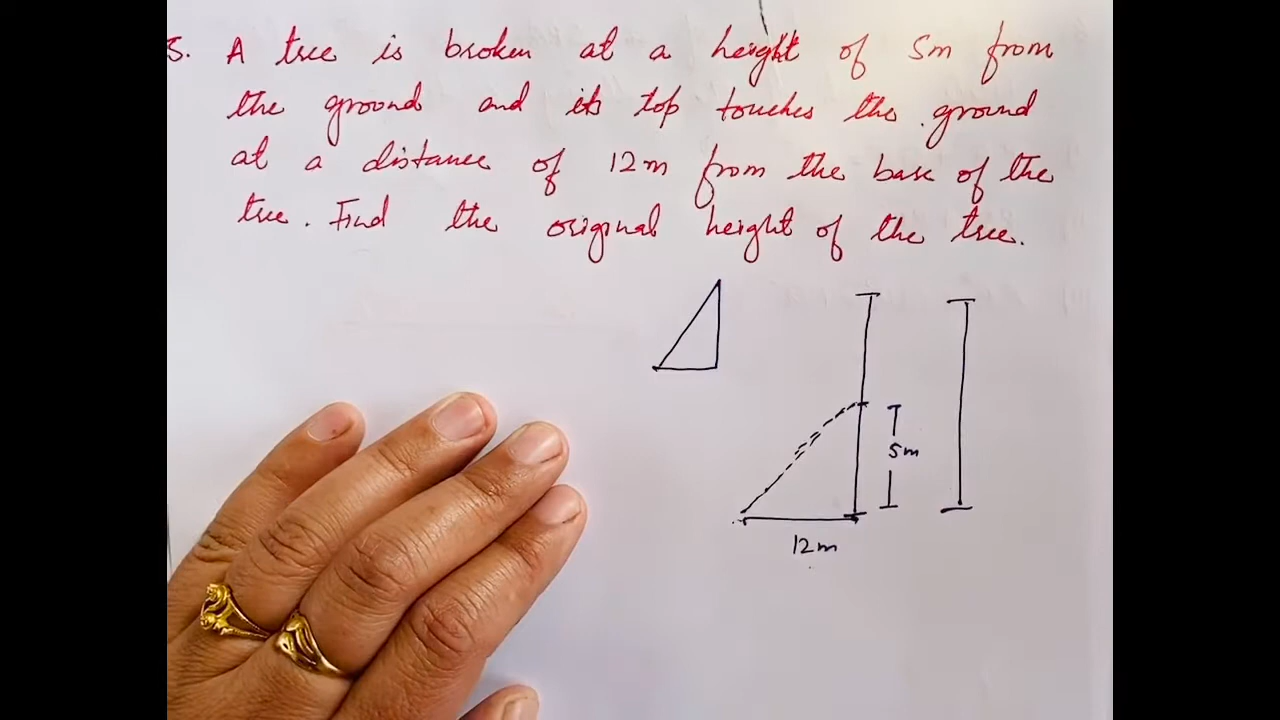 5. A tree is broken at a height of 5m from
the ground and its top touches the ground
at a distance of 12m from the base of the
tree. Find the original height of the tree.
5m
12m